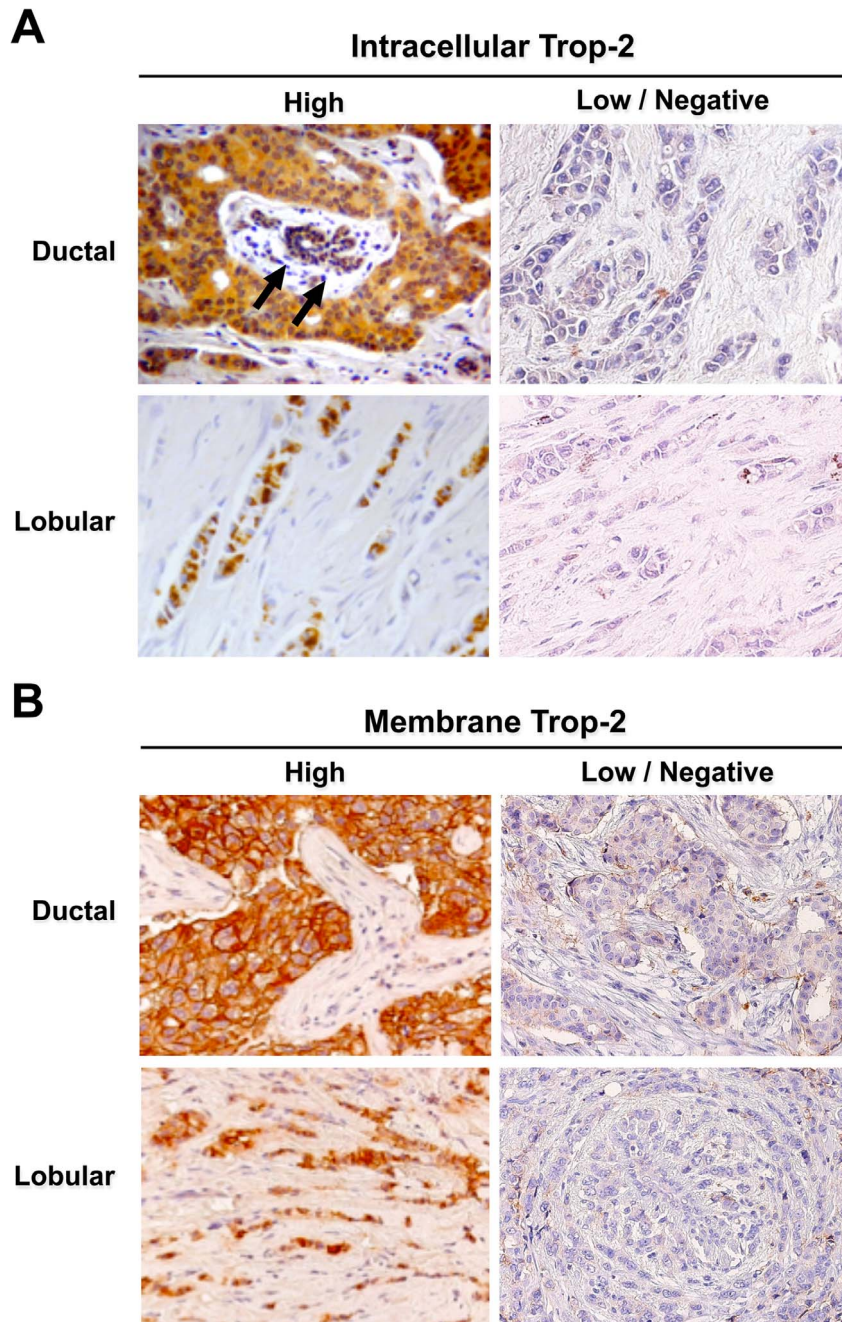 A
Intracellular Trop-2
High
Low / Negative
Ductal
Lobular
B
Membrane Trop-2
High
Low / Negative
Ductal
Lobular